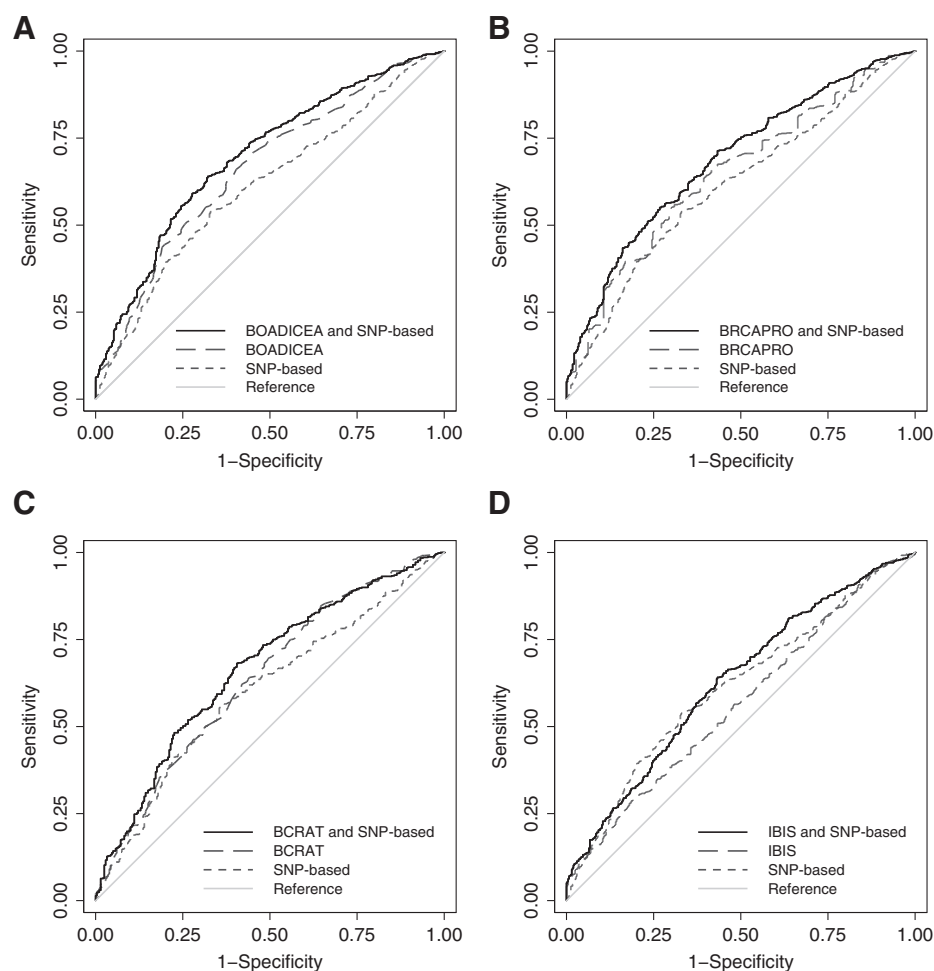 A
1.00
0.75
0.50
0.25
0.00
Sensitivity
BOADICEA and SNP-based
BOADICEA
SNP-based
Reference
0.00 0.25 0.50 0.75 1.00
1−Specificity
B
1.00
0.75
0.50
0.25
0.00
Sensitivity
BRCAPRO and SNP-based
BRCAPRO
SNP-based
Reference
0.00 0.25 0.50 0.75 1.00
1−Specificity
C
1.00
0.75
0.50
0.25
0.00
Sensitivity
BCRAT and SNP-based
BCRAT
SNP-based
Reference
0.00 0.25 0.50 0.75 1.00
1−Specificity
D
1.00
0.75
0.50
0.25
0.00
Sensitivity
IBIS and SNP-based
IBIS
SNP-based
Reference
0.00 0.25 0.50 0.75 1.00
1−Specificity